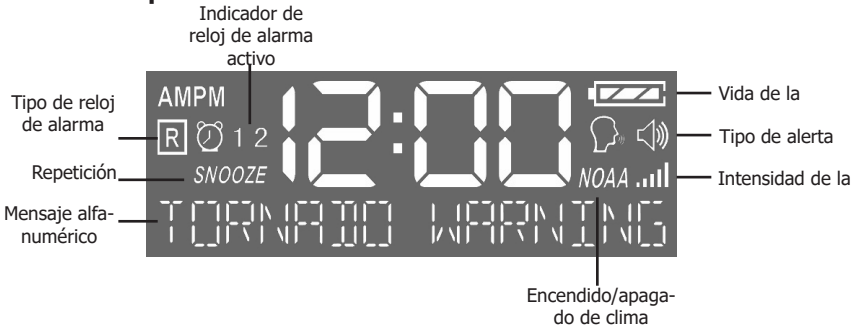 Indicador de
reloj de alarma
activo
Tipo de reloj
de alarma
Repetición
Mensaje alfa-
numérico
AMPM
12:00
R 1 2
SNOOZE
NOAA
TORNADO WARNING
Vida de la
Tipo de alerta
Intensidad de la
Encendido/apaga-
do de clima